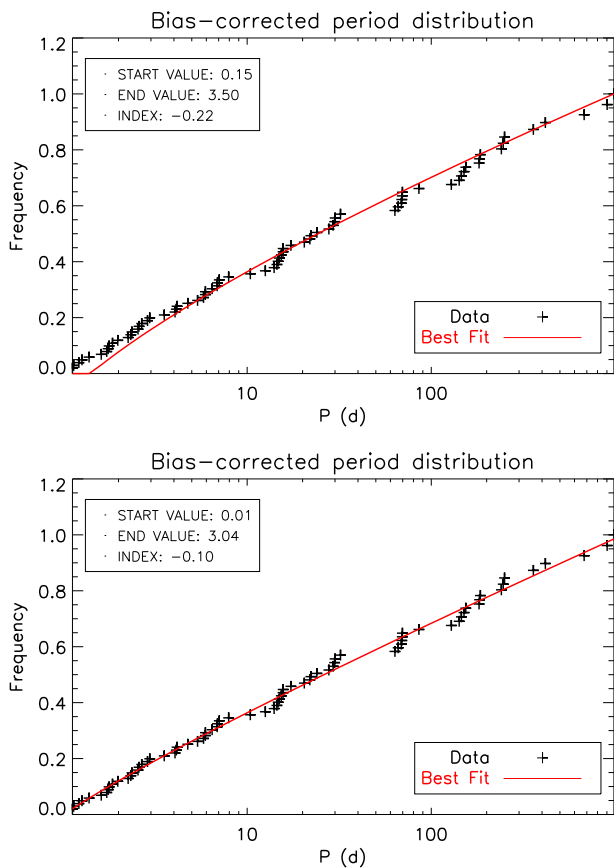 Bias-corrected period distribution
· START VALUE: 0.15
· END VALUE: 3.50
· INDEX: -0.22
1.2
1.0
0.8
0.6
0.4
0.2
0.0
Frequency
Data
Best Fit
10
100
P (d)
Bias-corrected period distribution
· START VALUE: 0.01
· END VALUE: 3.04
· INDEX: -0.10
1.2
1.0
0.8
0.6
0.4
0.2
0.0
Frequency
Data
Best Fit
10
100
P (d)